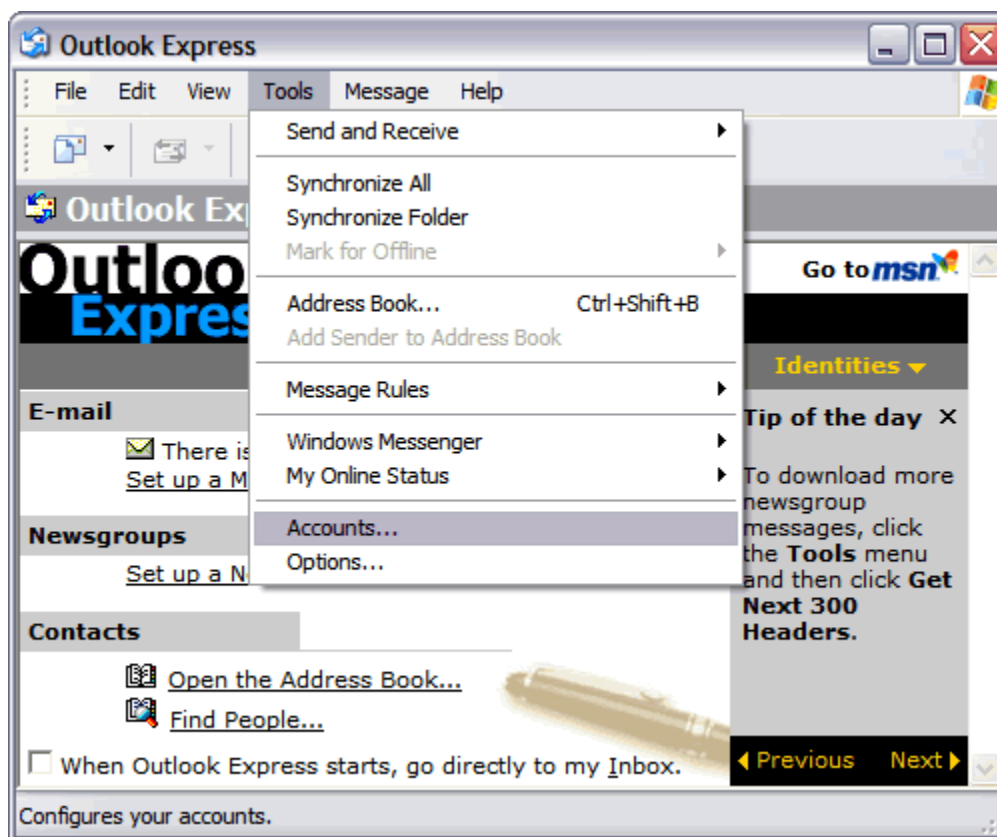 Outlook Express
File Edit View Tools Message Help
Send and Receive
Synchronize All
Synchronize Folder
Mark for Offline
Address Book... Ctrl+Shift+B
Add Sender to Address Book
Message Rules
Windows Messenger
My Online Status
Accounts...
Options...
Outlook Ex
Outloo
Expres
Go to msn
Identities
E-mail
There is
Set up a M
Newsgroups
Set up a N
Contacts
Open the Address Book...
Find People...
When Outlook Express starts, go directly to my Inbox.
Tip of the day
To download more
newsgroup
messages, click
the Tools menu
and then click Get
Next 300
Headers.
Previous Next
Configures your accounts.